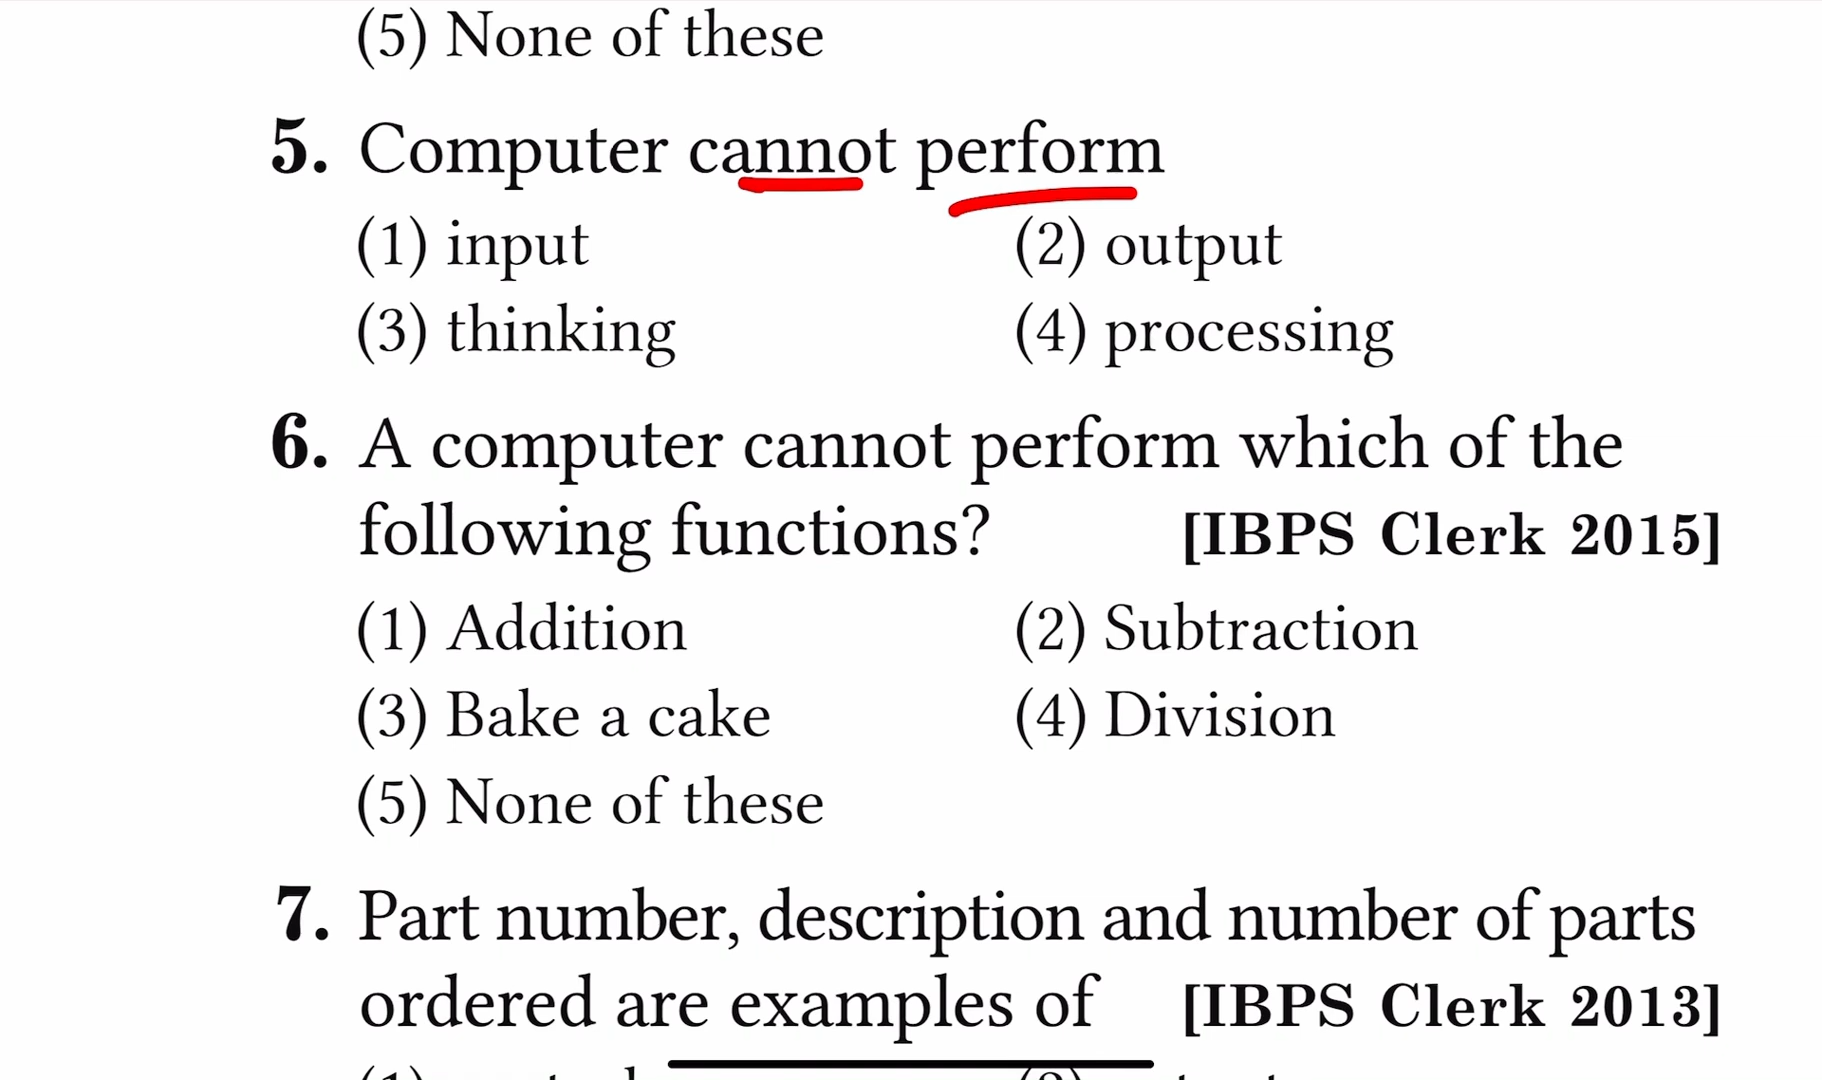 (5) None of these
5. Computer cannot perform
(1) input (2) output
(3) thinking (4) processing
6. A computer cannot perform which of the
following functions? [IBPS Clerk 2015]
(1) Addition (2) Subtraction
(3) Bake a cake (4) Division
(5) None of these
7. Part number, description and number of parts
ordered are examples of [IBPS Clerk 2013]